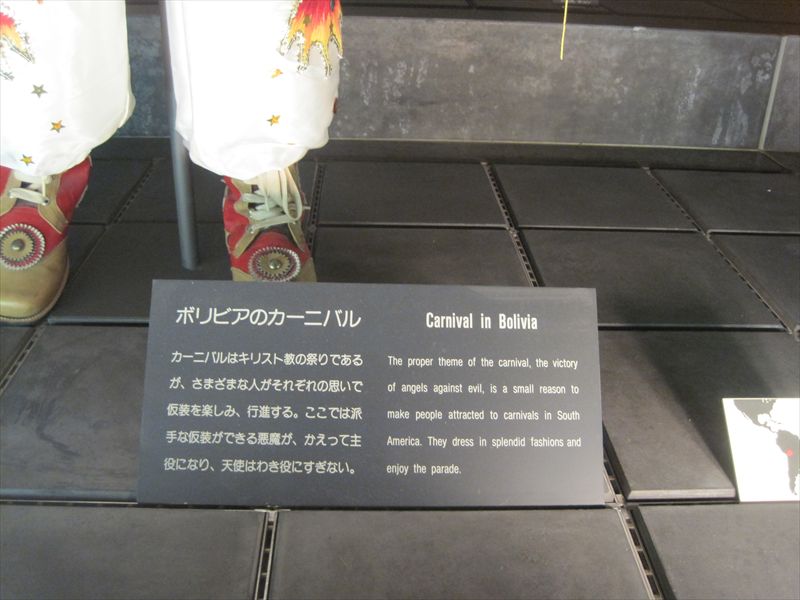 ボリビアのカーニバル
カーニバルはキリスト教の祭りである
が、さまざまな人がそれぞれの思いで
仮装を楽しみ、行進する。ここでは派
手な仮装ができる悪魔が、かえって主
役になり、天使はわき役にすぎない。
Carnival in Bolivia
The proper theme of the carnival, the victory
of angels against evil, is a small reason to
make people attracted to carnivals in South
America. They dress in splendid fashions and
enjoy the parade.